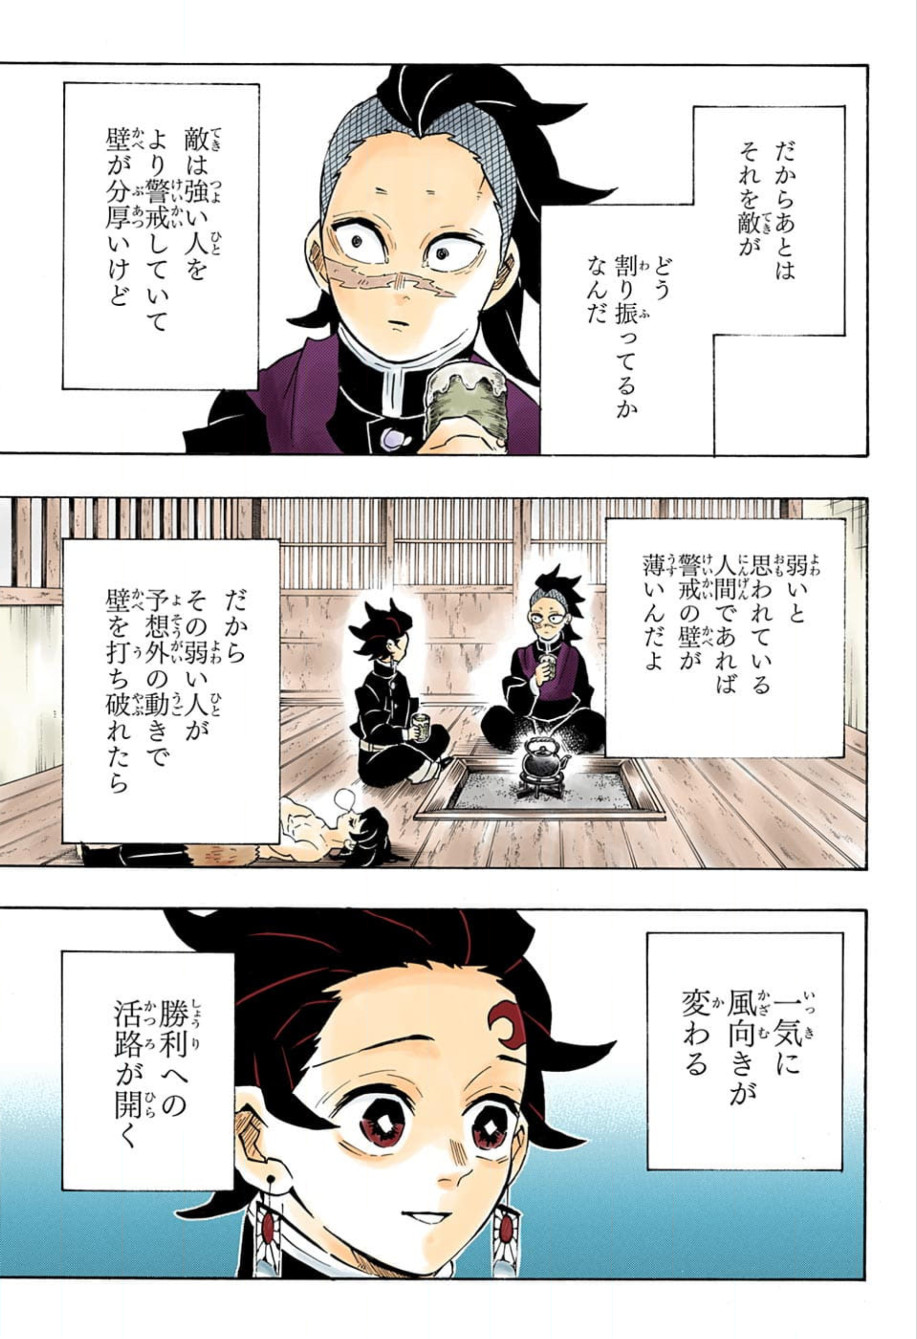 だからあとは
それを敵が
どう
割り振ってるか
なんだ
敵は強い人を
より警戒していて
壁が分厚いけど
弱いと
思われている
人間であれば
警戒の壁が
薄いんだよ
だから
その弱い人が
予想外の動きで
壁を打ち破れたら
一気に
風向きが
変わる
勝利への
活路が開く